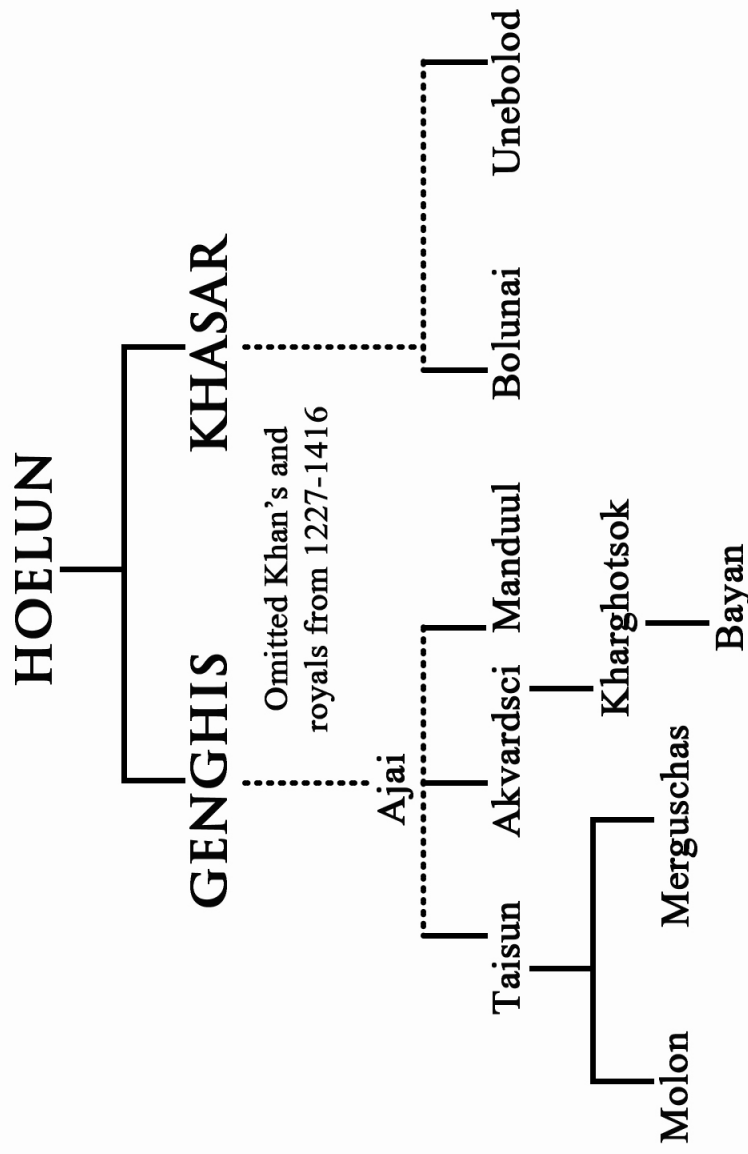 HOELUN
GENGHIS
KHASAR
Omitted Khan's and
royals from 1227-1416
Ajai
Taisun
Akvardsci
Manduul
Bolunai
Unebolod
Molon
Merguschas
Kharghotsok
Bayan